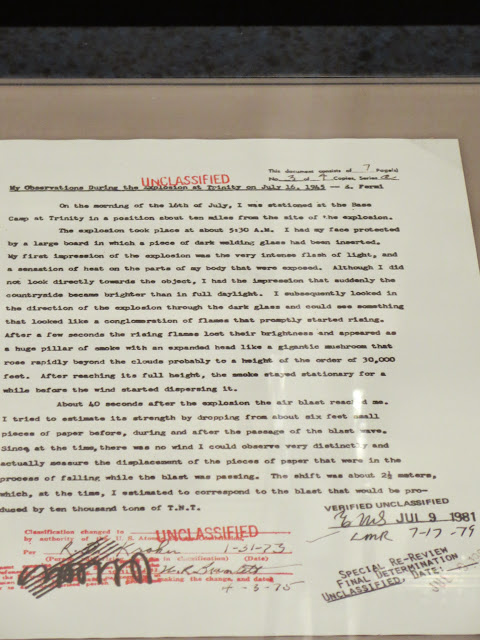 This document consists of 7 Page(s)
No. 3 of 4 Copies, Series a
UNCLASSIFIED
My Observations During the Explosion at Trinity on July 16, 1945 — E. Fermi
On the morning of the 16th of July, I was stationed at the Base
Camp at Trinity in a position about ten miles from the site of the explosion.
The explosion took place at about 5:30 A.M. I had my face protected
by a large board in which a piece of dark welding glass had been inserted.
My first impression of the explosion was the very intense flash of light, and
a sensation of heat on the parts of my body that were exposed. Although I did
not look directly towards the object, I had the impression that suddenly the
countryside became brighter than in full daylight. I subsequently looked in
the direction of the explosion through the dark glass and could see something
that looked like a conglomeration of flames that promptly started rising.
After a few seconds the rising flames lost their brightness and appeared as
a huge pillar of smoke with an expanded head like a gigantic mushroom that
rose rapidly beyond the clouds probably to a height of the order of 30,000
feet. After reaching its full height, the smoke stayed stationary for a
while before the wind started dispersing it.
About 40 seconds after the explosion the air blast reached me.
I tried to estimate its strength by dropping from about six feet small
pieces of paper before, during and after the passage of the blast wave.
Since, at the time, there was no wind I could observe very distinctly and
actually measure the displacement of the pieces of paper that were in the
process of falling while the blast was passing. The shift was about 2½ meters,
which, at the time, I estimated to correspond to the blast that would be pro-
duced by ten thousand tons of T.N.T.
VERIFIED UNCLASSIFIED
JUL 9 1981
LMR 7-17-79
Classification changed to UNCLASSIFIED
by authority of the U. S. Atomic
Per 1-31-73
(Date)
making the change, and date)
4-3-75
SPECIAL RE-REVIEW
FINAL DETERMINATION
UNCLASSIFIED, DATE: